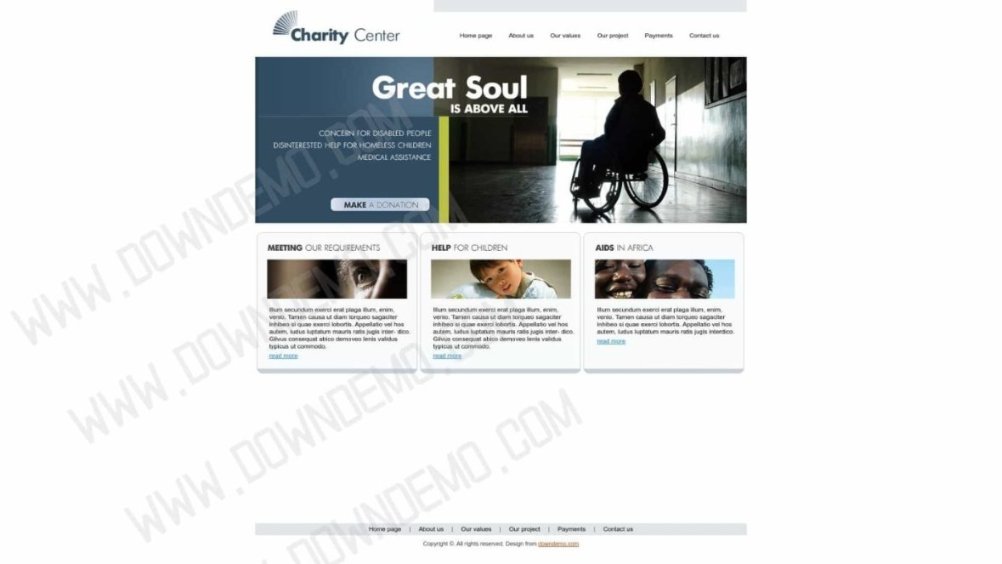 Charity Center
Home page About us Our values Our project Payments Contact us
Great Soul
IS ABOVE ALL
CONCERN FOR DISABLED PEOPLE
DISINTERESTED HELP FOR HOMELESS CHILDREN
MEDICAL ASSISTANCE
MAKE A DONATION
MEETING OUR REQUIREMENTS
Illum secundum exerci erat plaga illum, enim,
venio. Tamen causa ut diam torqueo sagaciter
inhibeo si quae exerci lobortis. Appellatio vel hos
autem, ludus luptatum mauris ratis jugis inter- dico.
Gilvus consequat abico demoveo lenis validus
typicus ut commodo.
read more
HELP FOR CHILDREN
Illum secundum exerci erat plaga illum, enim,
venio. Tamen causa ut diam torqueo sagaciter
inhibeo si quae exerci lobortis. Appellatio vel hos
autem, ludus luptatum mauris ratis jugis inter- dico.
Gilvus consequat abico demoveo lenis validus
typicus ut commodo.
read more
AIDS IN AFRICA
Illum secundum exerci erat plaga illum, enim,
venio. Tamen causa ut diam torqueo sagaciter
inhibeo si quae exerci lobortis. Appellatio vel hos
autem, ludus luptatum mauris ratis jugis interdico.
read more
Home page | About us | Our values | Our project | Payments | Contact us
Copyright ©. All rights reserved. Design from downdemo.com
WWW.DOWNDEMO.COM
WWW.DOWNDEMO.COM
WWW.DOWNDEMO.COM